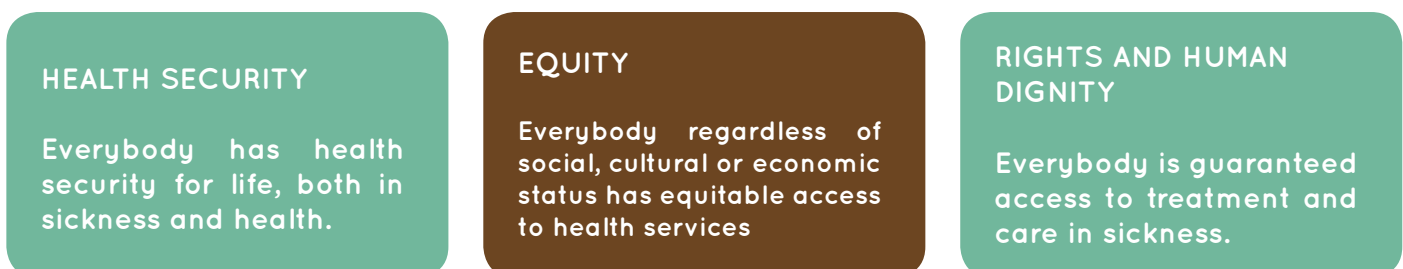 HEALTH SECURITY
Everybody has health
security for life, both in
sickness and health.
EQUITY
Everybody regardless of
social, cultural or economic
status has equitable access
to health services
RIGHTS AND HUMAN
DIGNITY
Everybody is guaranteed
access to treatment and
care in sickness.